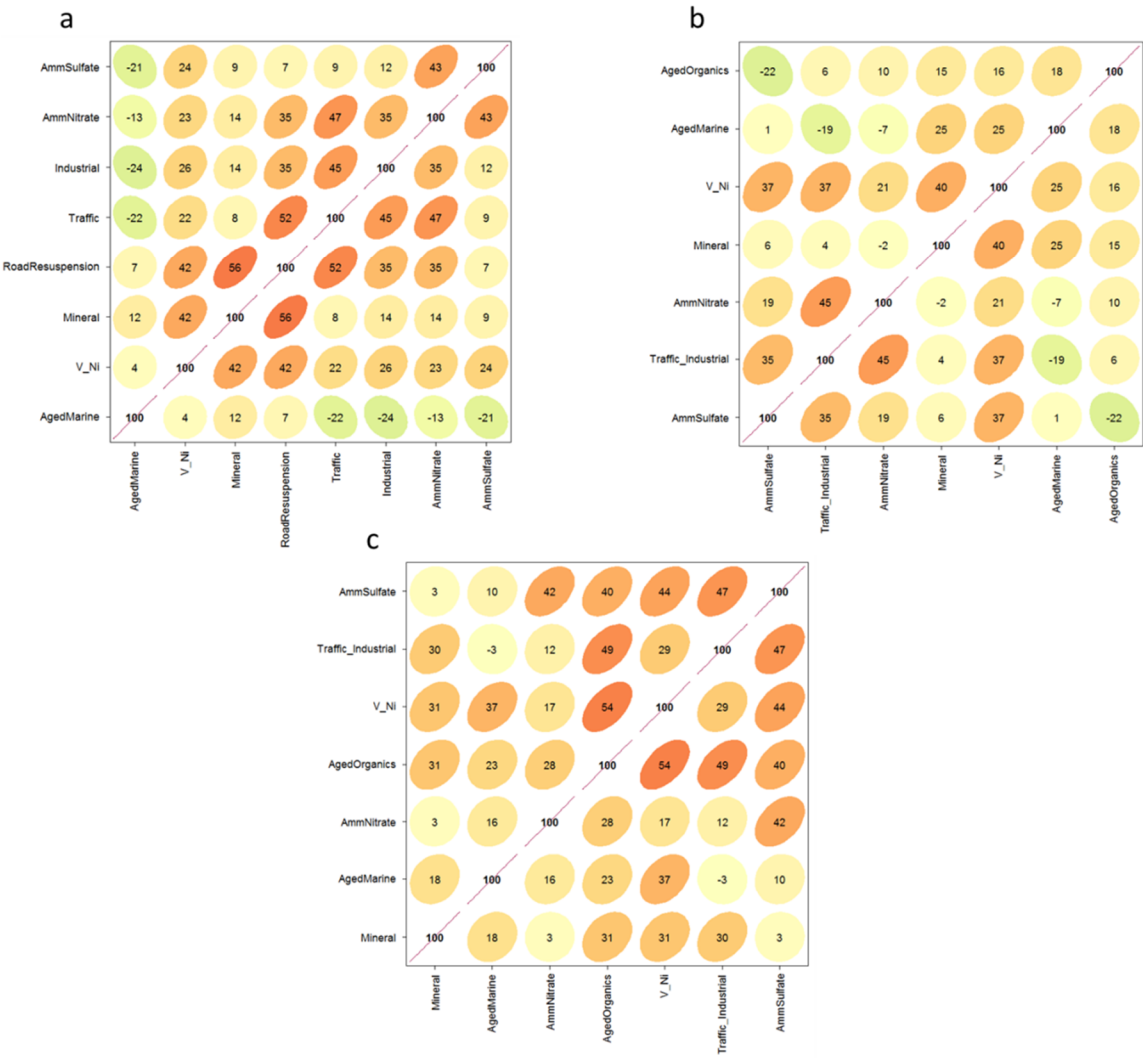 a
AmmSulfate -21 24 9 7 9 12 43 100
AmmNitrate -13 23 14 35 47 35 100 43
Industrial -24 26 14 35 45 100 35 12
Traffic -22 22 8 52 100 45 47 9
RoadResuspension 7 42 56 100 52 35 35 7
Mineral 12 42 100 56 8 14 14 9
V_Ni 4 100 42 42 22 26 23 24
AgedMarine 100 4 12 7 -22 -24 -13 -21
AgedMarine V_Ni Mineral RoadResuspension Traffic Industrial AmmNitrate AmmSulfate
b
AgedOrganics -22 6 10 15 16 18 100
AgedMarine 1 -19 -7 25 25 100 18
V_Ni 37 37 21 40 100 25 16
Mineral 6 4 -2 100 40 25 15
AmmNitrate 19 45 100 -2 21 -7 10
Traffic_Industrial 35 100 45 4 37 -19 6
AmmSulfate 100 35 19 6 37 1 -22
AmmSulfate Traffic_Industrial AmmNitrate Mineral V_Ni AgedMarine AgedOrganics
c
AmmSulfate 3 10 42 40 44 47 100
Traffic_Industrial 30 -3 12 49 29 100 47
V_Ni 31 37 17 54 100 29 44
AgedOrganics 31 23 28 100 54 49 40
AmmNitrate 3 16 100 28 17 12 42
AgedMarine 18 100 16 23 37 -3 10
Mineral 100 18 3 31 31 30 3
Mineral AgedMarine AmmNitrate AgedOrganics V_Ni Traffic_Industrial AmmSulfate